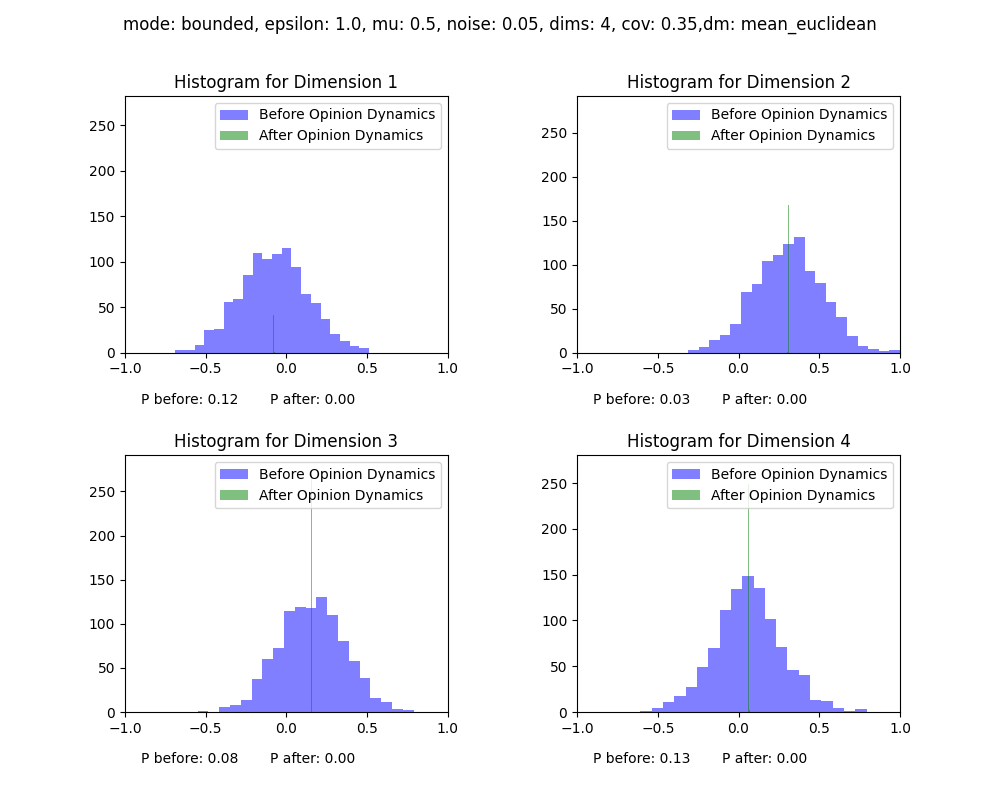 mode: bounded, epsilon: 1.0, mu: 0.5, noise: 0.05, dims: 4, cov: 0.35,dm: mean_euclidean
Histogram for Dimension 1
Before Opinion Dynamics
After Opinion Dynamics
250
200
150
100
50
0
−1.0 −0.5 0.0 0.5 1.0
P before: 0.12 P after: 0.00
Histogram for Dimension 2
Before Opinion Dynamics
After Opinion Dynamics
250
200
150
100
50
0
−1.0 −0.5 0.0 0.5 1.0
P before: 0.03 P after: 0.00
Histogram for Dimension 3
Before Opinion Dynamics
After Opinion Dynamics
250
200
150
100
50
0
−1.0 −0.5 0.0 0.5 1.0
P before: 0.08 P after: 0.00
Histogram for Dimension 4
Before Opinion Dynamics
After Opinion Dynamics
250
200
150
100
50
0
−1.0 −0.5 0.0 0.5 1.0
P before: 0.13 P after: 0.00